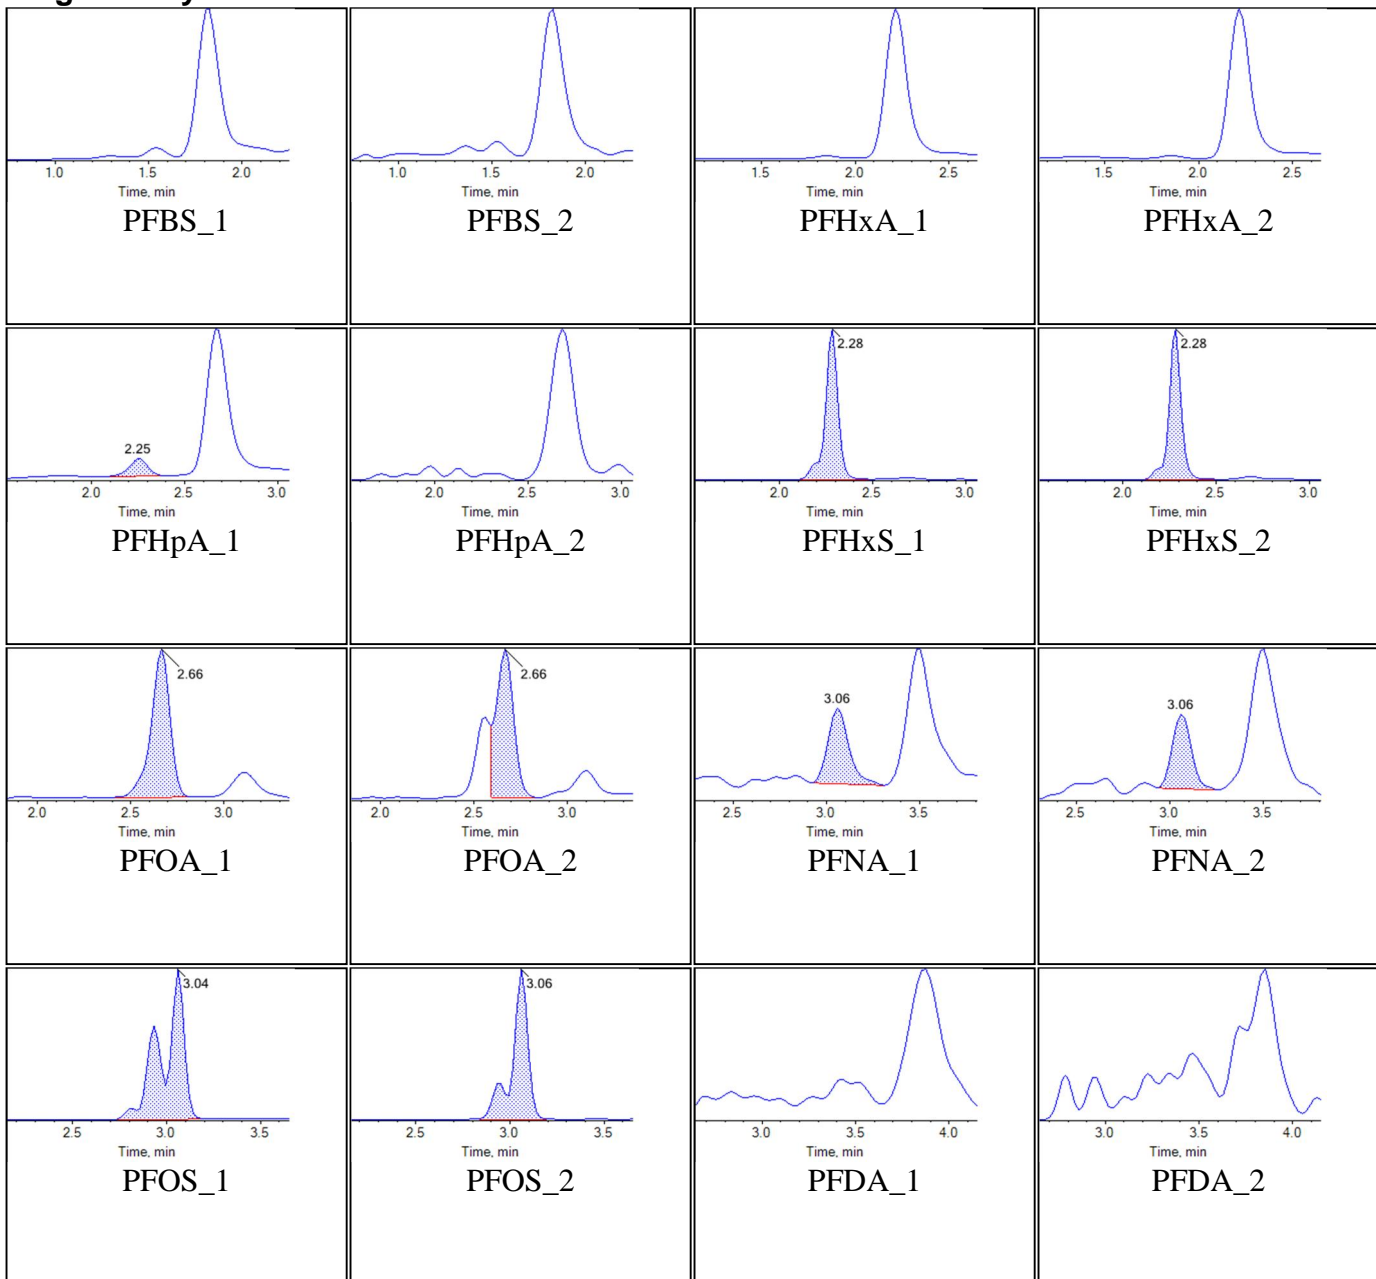 1.0 1.5 2.0
Time, min
PFBS_1
1.0 1.5 2.0
Time, min
PFBS_2
1.5 2.0 2.5
Time, min
PFHxA_1
1.5 2.0 2.5
Time, min
PFHxA_2
2.25
2.0 2.5 3.0
Time, min
PFHpA_1
2.0 2.5 3.0
Time, min
PFHpA_2
2.28
2.0 2.5 3.0
Time, min
PFHxS_1
2.28
2.0 2.5 3.0
Time, min
PFHxS_2
2.66
2.0 2.5 3.0
Time, min
PFOA_1
2.66
2.0 2.5 3.0
Time, min
PFOA_2
3.06
2.5 3.0 3.5
Time, min
PFNA_1
3.06
2.5 3.0 3.5
Time, min
PFNA_2
3.04
2.5 3.0 3.5
Time, min
PFOS_1
3.06
2.5 3.0 3.5
Time, min
PFOS_2
3.0 3.5 4.0
Time, min
PFDA_1
3.0 3.5 4.0
Time, min
PFDA_2